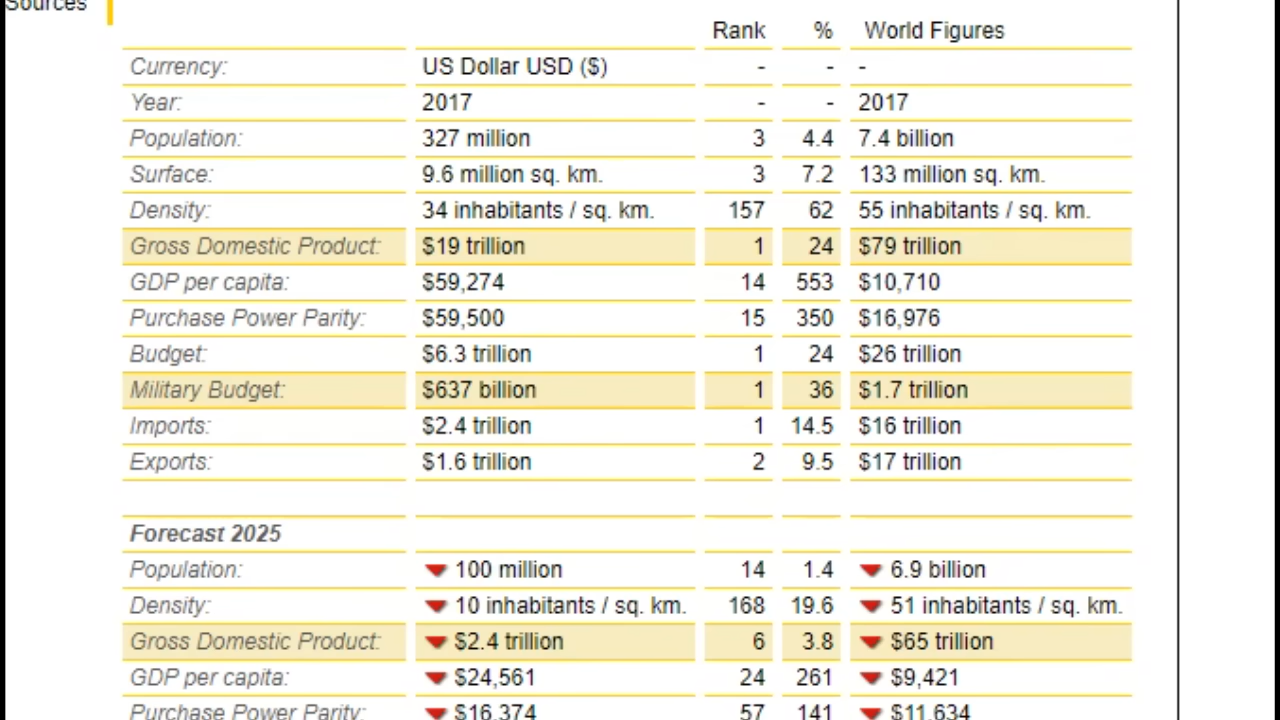 Sources
Rank % World Figures
Currency: US Dollar USD ($) - - -
Year: 2017 - - 2017
Population: 327 million 3 4.4 7.4 billion
Surface: 9.6 million sq. km. 3 7.2 133 million sq. km.
Density: 34 inhabitants / sq. km. 157 62 55 inhabitants / sq. km.
Gross Domestic Product: $19 trillion 1 24 $79 trillion
GDP per capita: $59,274 14 553 $10,710
Purchase Power Parity: $59,500 15 350 $16,976
Budget: $6.3 trillion 1 24 $26 trillion
Military Budget: $637 billion 1 36 $1.7 trillion
Imports: $2.4 trillion 1 14.5 $16 trillion
Exports: $1.6 trillion 2 9.5 $17 trillion
Forecast 2025
Population: 100 million 14 1.4 6.9 billion
Density: 10 inhabitants / sq. km. 168 19.6 51 inhabitants / sq. km.
Gross Domestic Product: $2.4 trillion 6 3.8 $65 trillion
GDP per capita: $24,561 24 261 $9,421
Purchase Power Parity: $16,374 57 141 $11,634